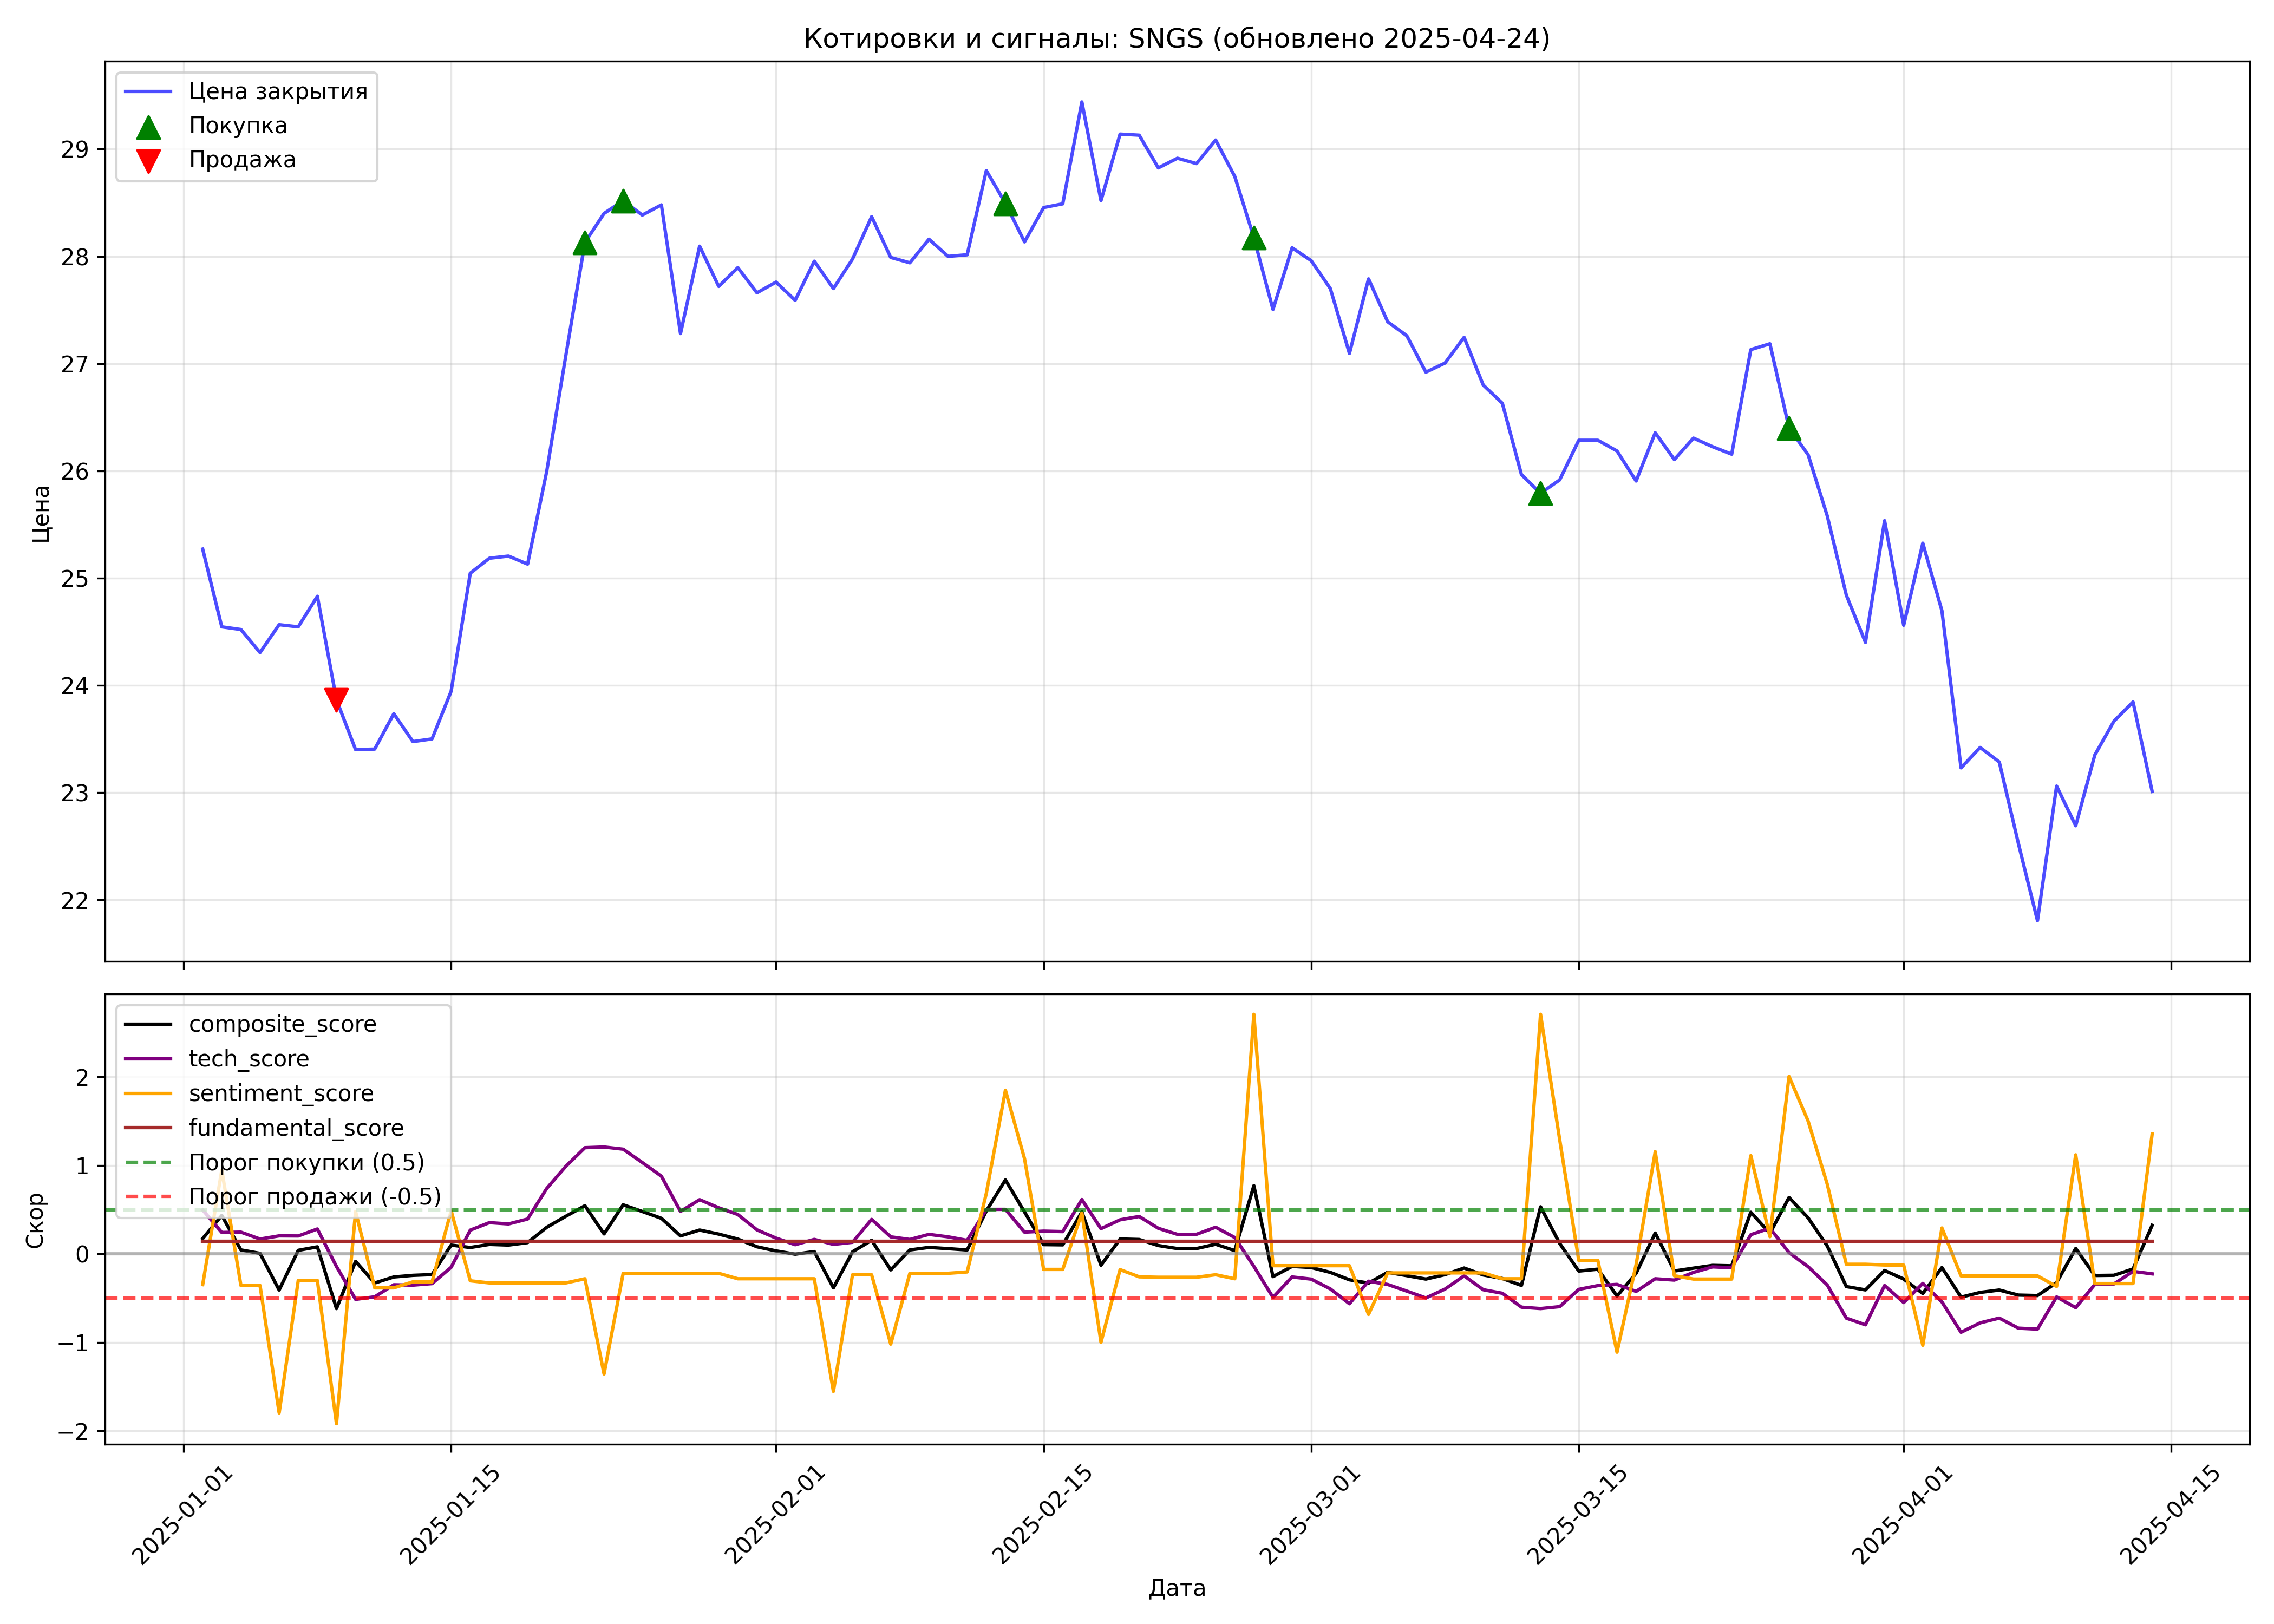 Котировки и сигналы: SNGS (обновлено 2025-04-24)
Цена закрытия
Покупка
Продажа
29
28
27
26
25
24
23
22
Цена
composite_score
tech_score
sentiment_score
fundamental_score
Порог покупки (0.5)
Порог продажи (-0.5)
2
1
0
−1
−2
Скор
2025-01-01
2025-01-15
2025-02-01
2025-02-15
2025-03-01
2025-03-15
2025-04-01
2025-04-15
Дата